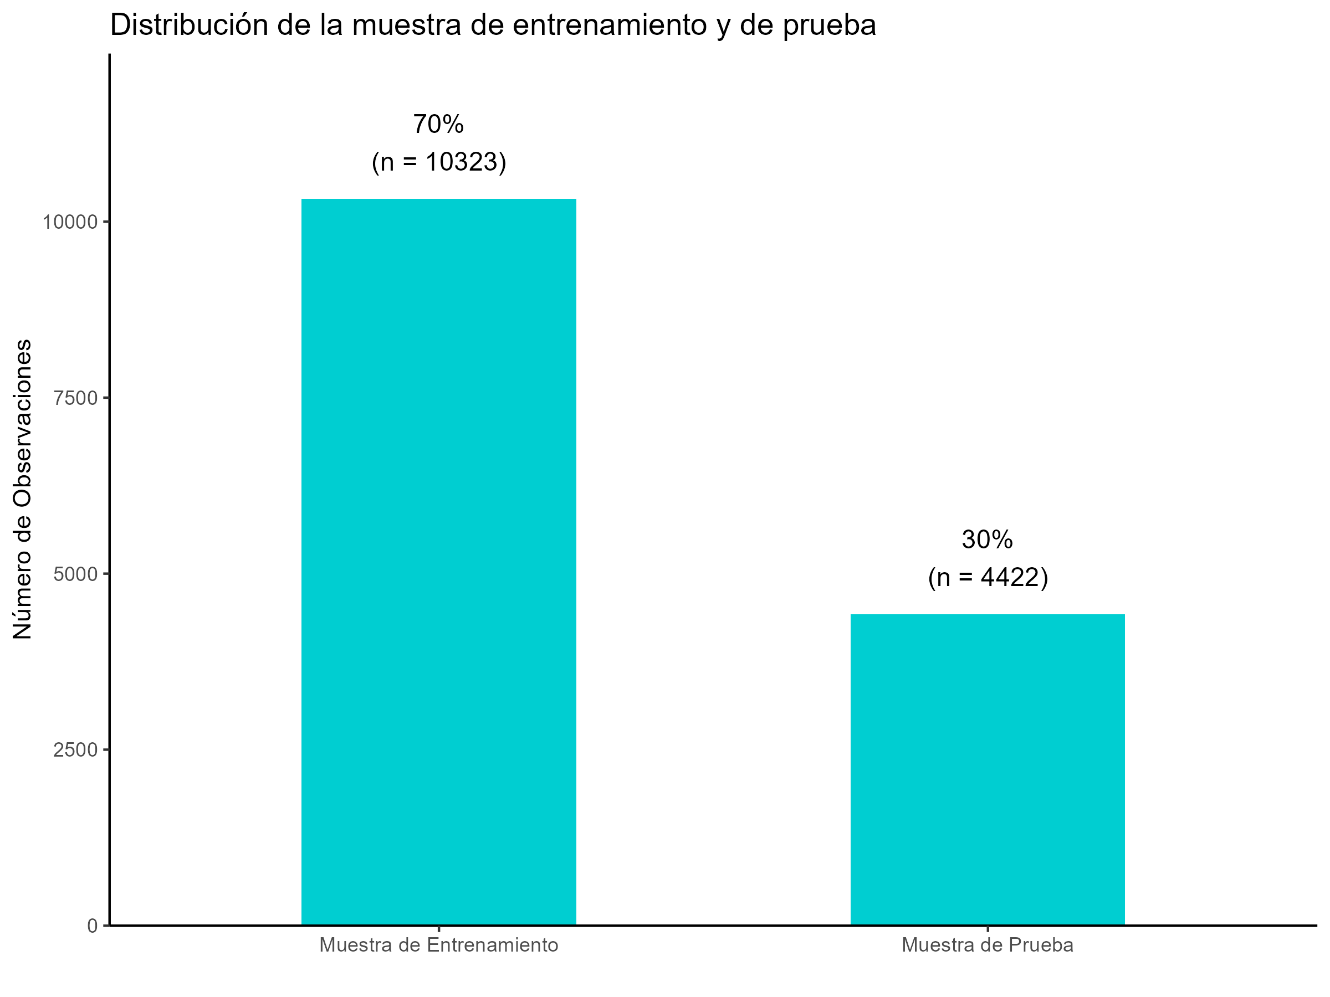 Distribución de la muestra de entrenamiento y de prueba
70%
(n = 10323)
10000
7500
Número de Observaciones
30%
(n = 4422)
5000
2500
0
Muestra de Entrenamiento
Muestra de Prueba